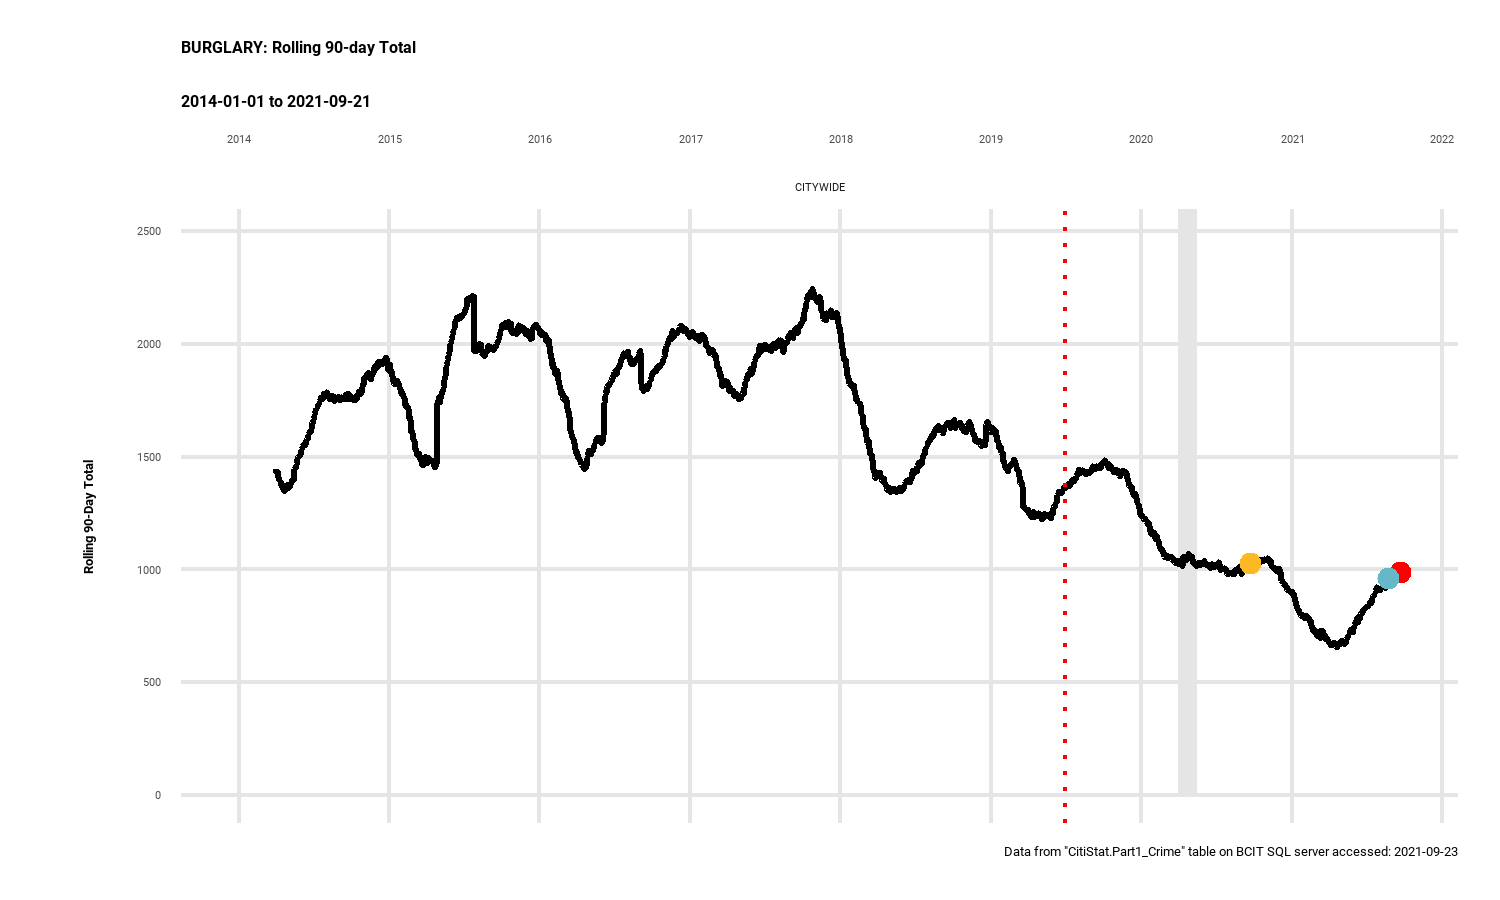 BURGLARY: Rolling 90-day Total
2014-01-01 to 2021-09-21
2014 2015 2016 2017 2018 2019 2020 2021 2022
CITYWIDE
2500
2000
1500
1000
500
0
Rolling 90-Day Total
Data from "CitiStat.Part1_Crime" table on BCIT SQL server accessed: 2021-09-23